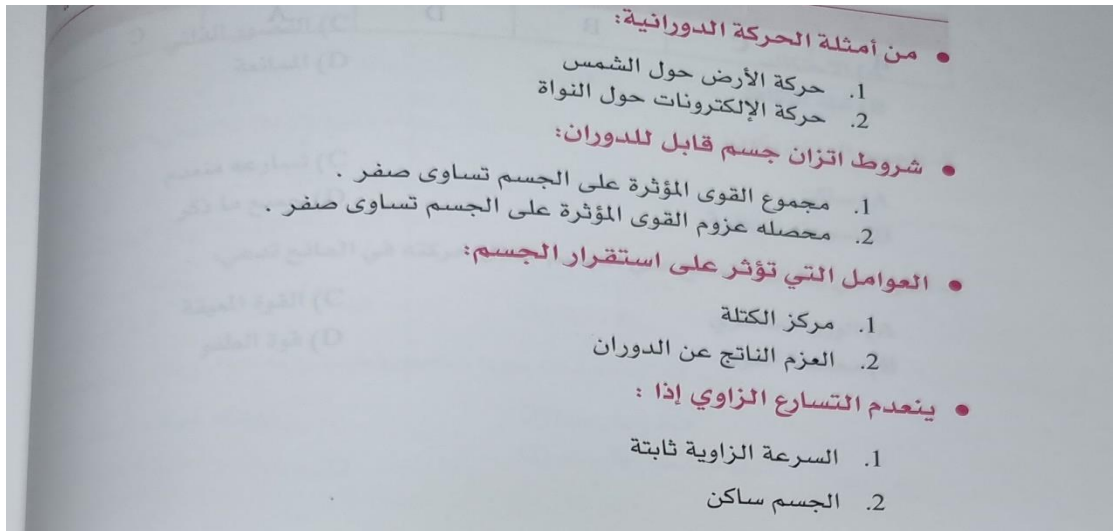 • من أمثلة الحركة الدورانية:
1. حركة الأرض حول الشمس
2. حركة الإلكترونات حول النواة
• شروط اتزان جسم قابل للدوران:
1. مجموع القوى المؤثرة على الجسم تساوى صفر .
2. محصله عزوم القوى المؤثرة على الجسم تساوى صفر .
• العوامل التي تؤثر على استقرار الجسم:
1. مركز الكتلة
2. العزم الناتج عن الدوران
• ينعدم التسارع الزاوي إذا :
1. السرعة الزاوية ثابتة
2. الجسم ساكن